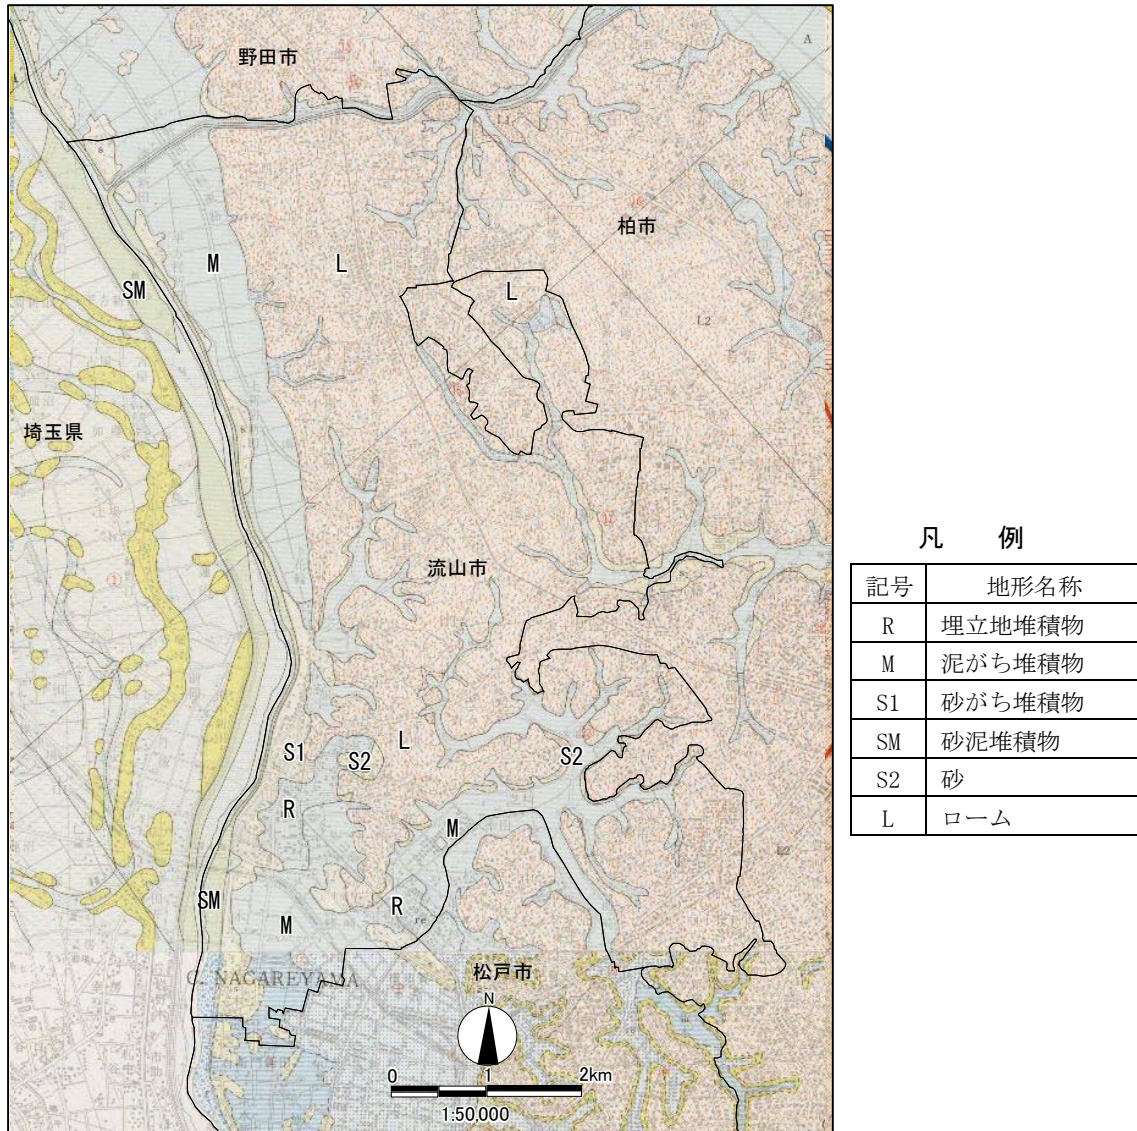 野田市
柏市
M
L
SM
L
埼玉県
流山市
S1
S2
L
S2
R
M
SM
M
R
松戸市
G. NAGAREYAMA
N
0 1 2km
1:50,000
A
L2
凡 例
記号 地形名称
R 埋立地堆積物
M 泥がち堆積物
S1 砂がち堆積物
SM 砂泥堆積物
S2 砂
L ローム